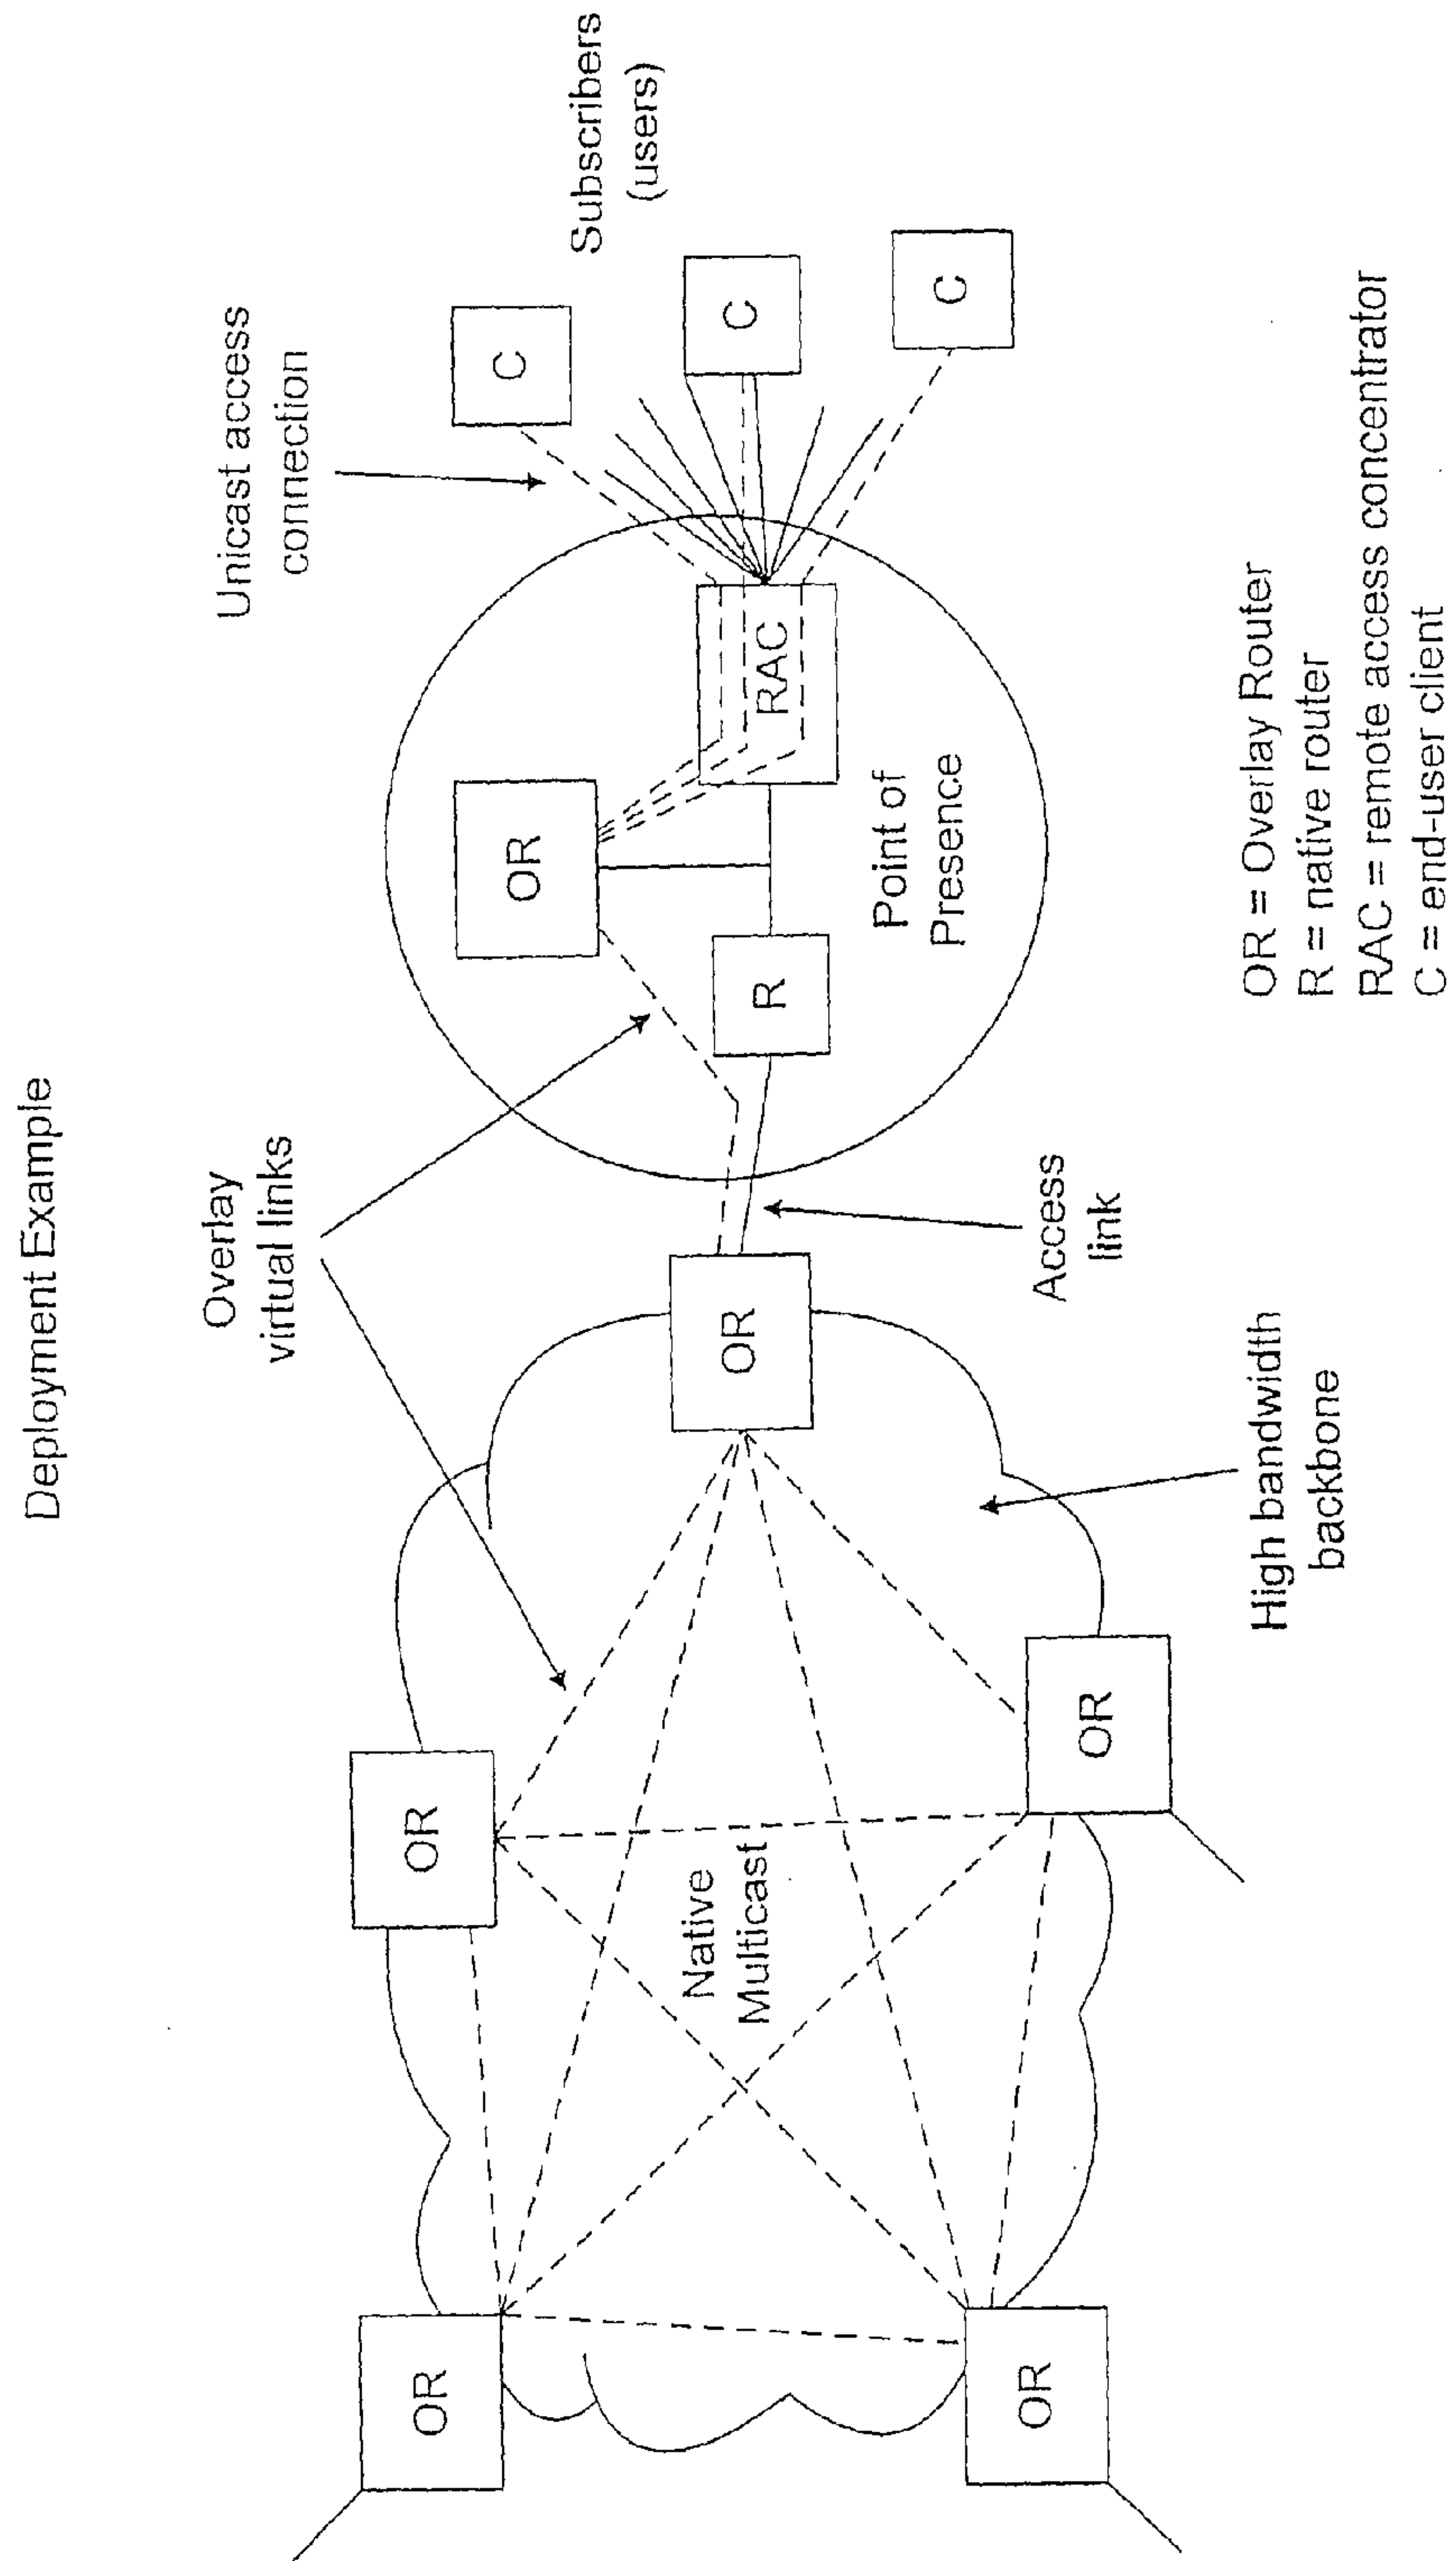 Deployment Example
Overlay
virtual links
Unicast access
connection
Subscribers
(users)
OR
OR
OR
C
OR
RAC
C
C
R
Point of
Presence
Native
Multicast
OR
OR
Access
link
High bandwidth
backbone
OR = Overlay Router
R = native router
RAC = remote access concentrator
C = end-user client